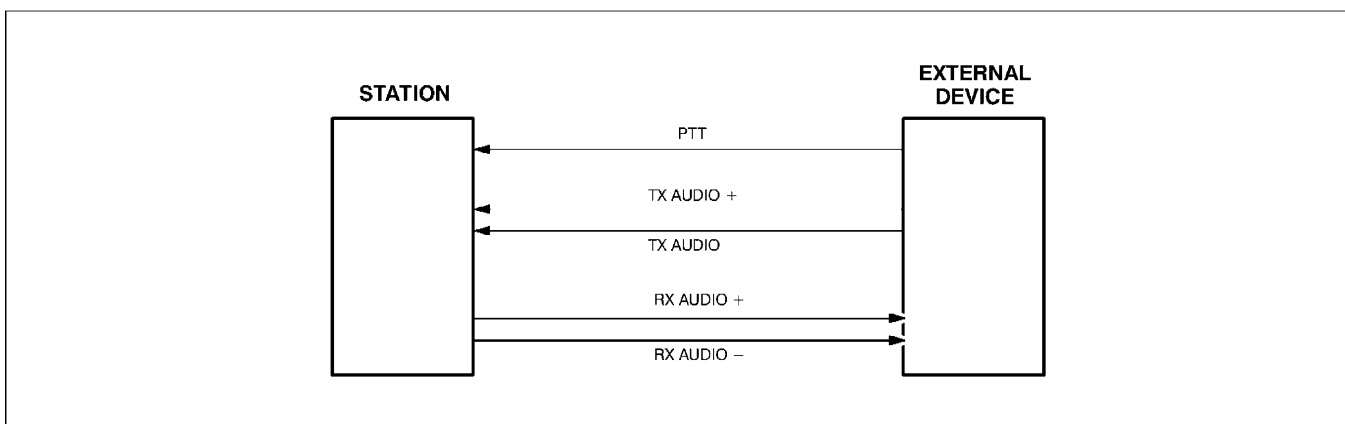 STATION
EXTERNAL
DEVICE
PTT
TX AUDIO +
TX AUDIO
RX AUDIO +
RX AUDIO −